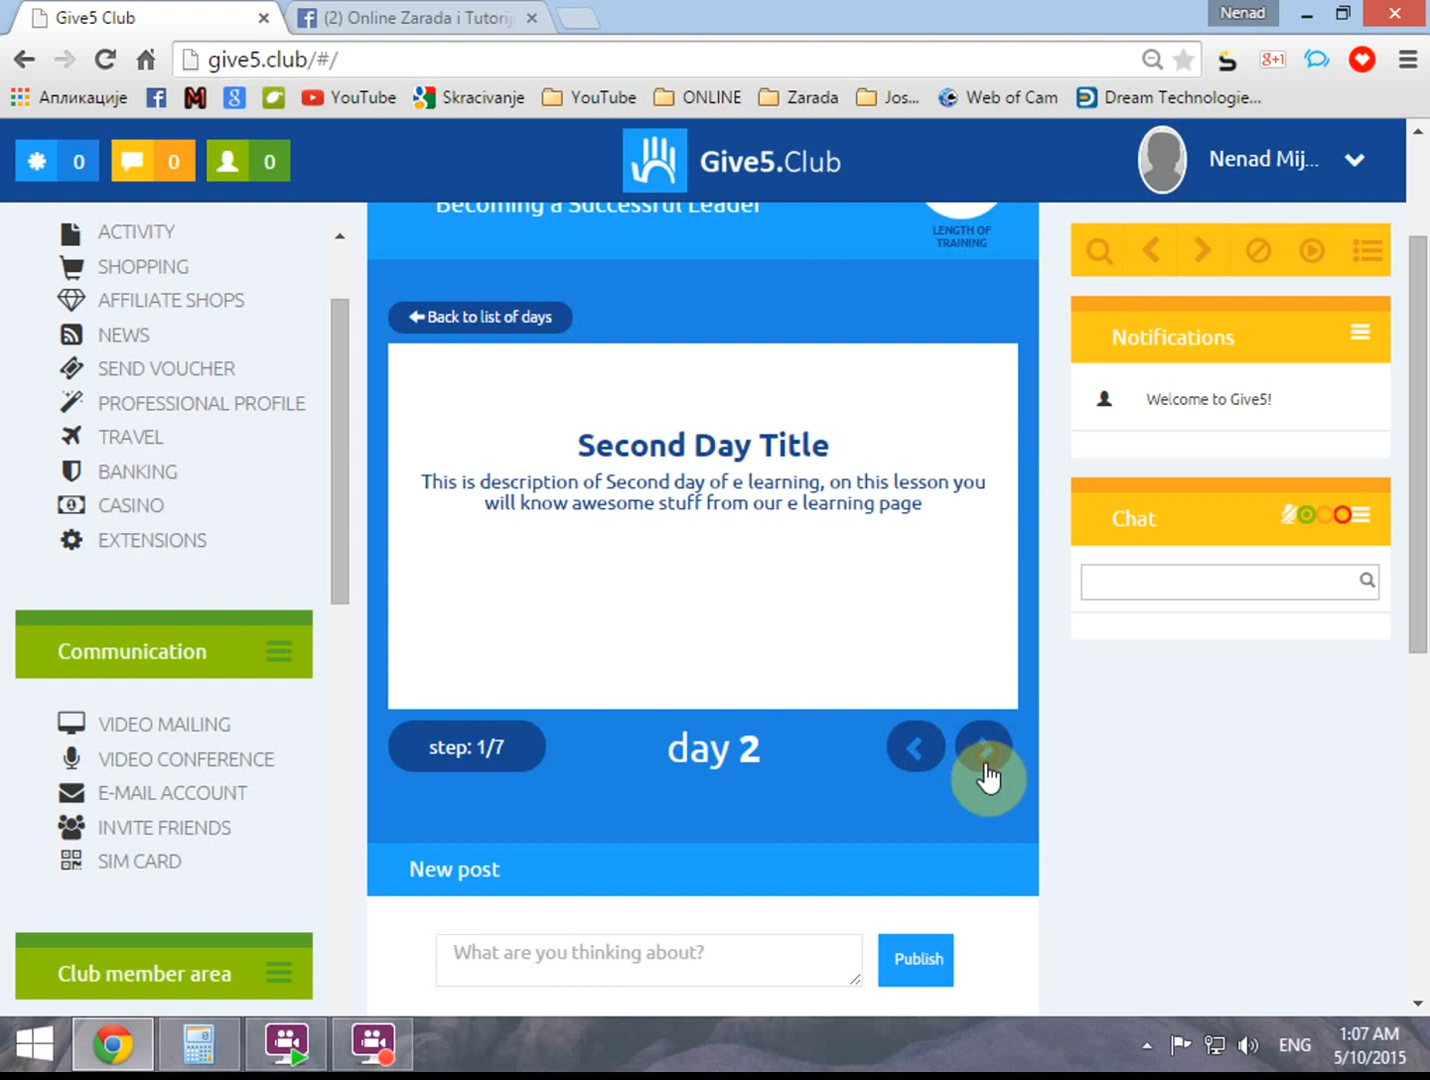 Give5 Club
(2) Online Zarada i Tutorij
Nenad
give5.club/#/
Апликације
YouTube
Skracivanje
YouTube
ONLINE
Zarada
Jos...
Web of Cam
Dream Technologie...
0
0
0
Give5.Club
Nenad Mij...
ACTIVITY
SHOPPING
AFFILIATE SHOPS
NEWS
SEND VOUCHER
PROFESSIONAL PROFILE
TRAVEL
BANKING
CASINO
EXTENSIONS
Communication
VIDEO MAILING
VIDEO CONFERENCE
E-MAIL ACCOUNT
INVITE FRIENDS
SIM CARD
Club member area
Becoming a Successful Leader
LENGTH OF
TRAINING
Back to list of days
Second Day Title
This is description of Second day of e learning, on this lesson you
will know awesome stuff from our e learning page
step: 1/7
day 2
New post
What are you thinking about?
Publish
Notifications
Welcome to Give5!
Chat
ENG
1:07 AM
5/10/2015